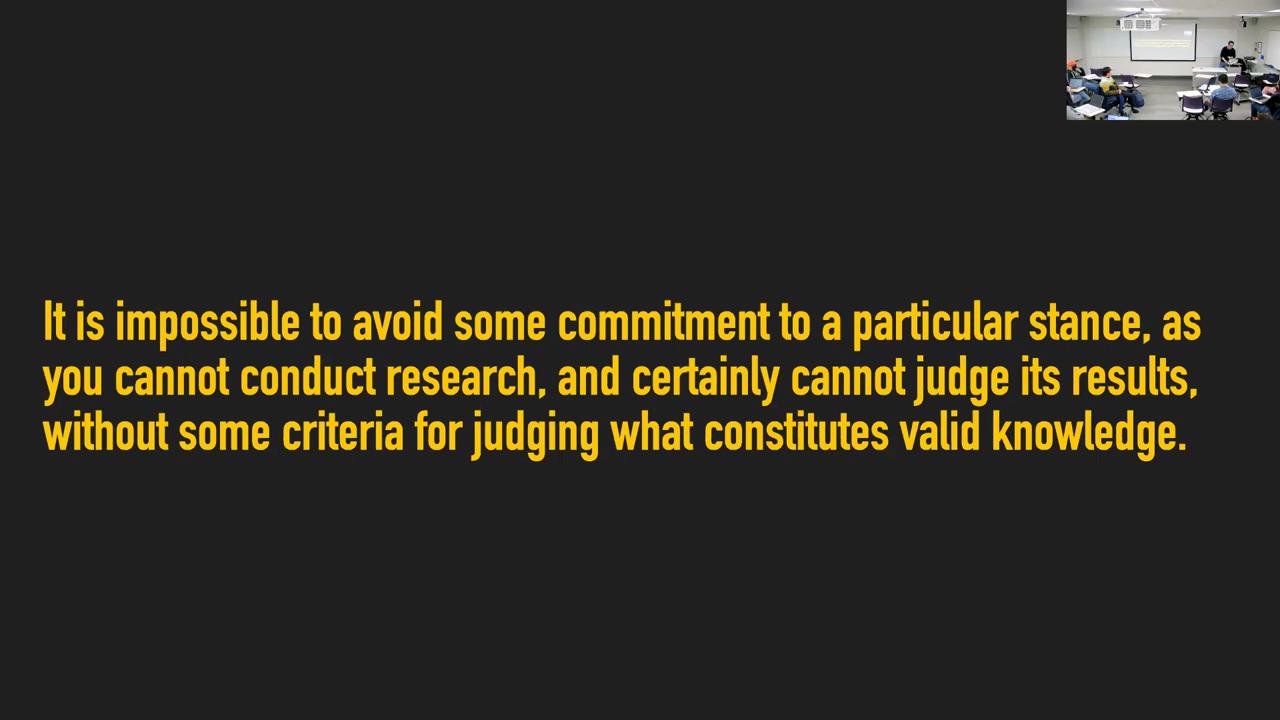 It is impossible to avoid some commitment to a particular stance, as
you cannot conduct research, and certainly cannot judge its results,
without some criteria for judging what constitutes valid knowledge.